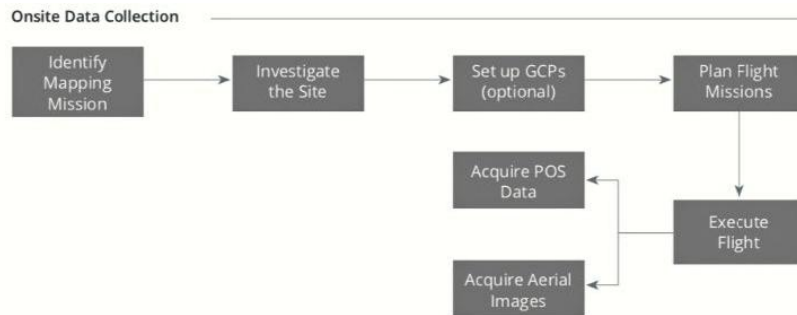 Onsite Data Collection
Identify
Mapping
Mission
Investigate
the Site
Set up GCPs
(optional)
Plan Flight
Missions
Acquire POS
Data
Execute
Flight
Acquire Aerial
Images